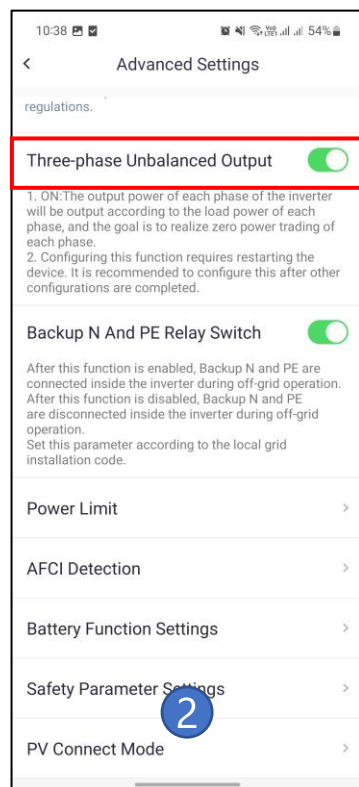 10:38 54%
< Advanced Settings
regulations.
Three-phase Unbalanced Output
1. ON:The output power of each phase of the inverter
will be output according to the load power of each
phase, and the goal is to realize zero power trading of
each phase.
2. Configuring this function requires restarting the
device. It is recommended to configure this after other
configurations are completed.
Backup N And PE Relay Switch
After this function is enabled, Backup N and PE are
connected inside the inverter during off-grid operation.
After this function is disabled, Backup N and PE
are disconnected inside the inverter during off-grid
operation.
Set this parameter according to the local grid
installation code.
Power Limit >
AFCI Detection >
Battery Function Settings >
Safety Parameter Settings >
2
PV Connect Mode >